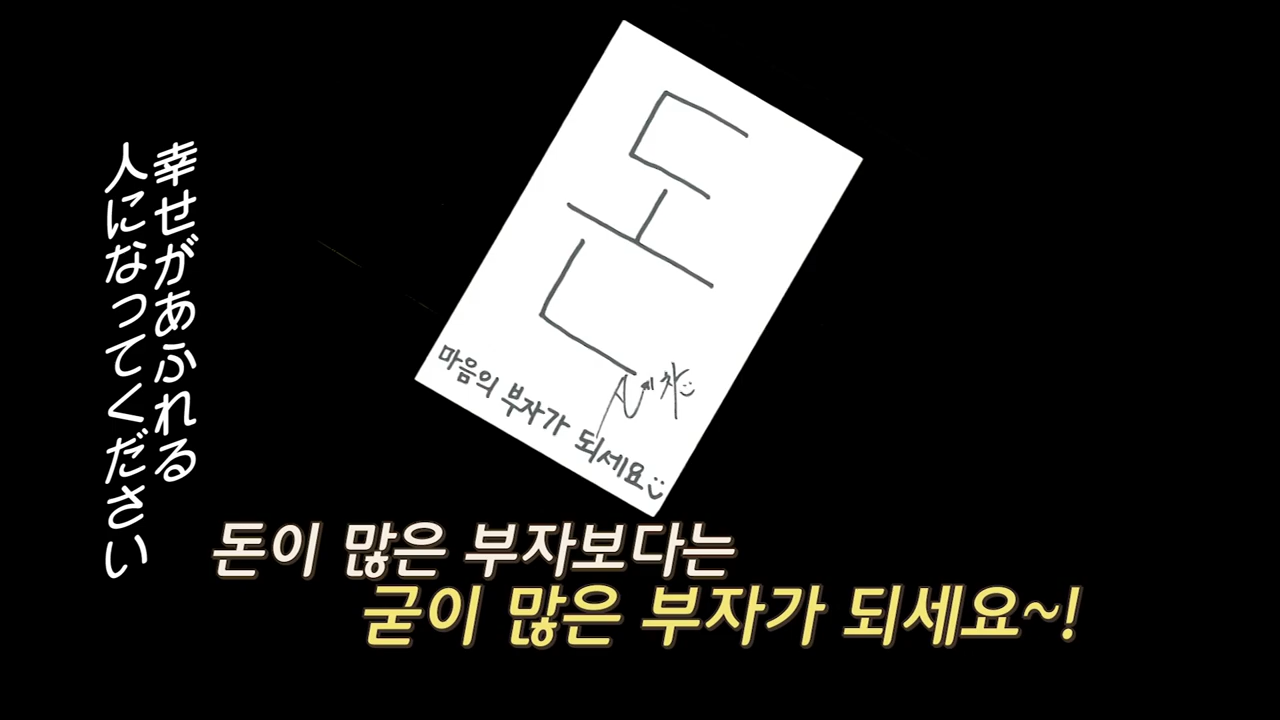 幸せがあふれる
人になってください
돈
마음의 부자가 되세요
돈이 많은 부자보다는
굳이 많은 부자가 되세요~!